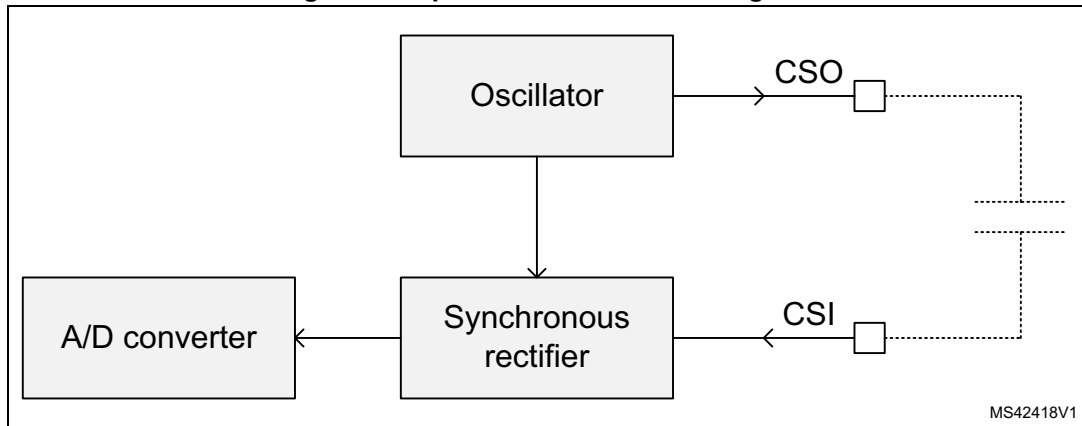 Oscillator
CSO
A/D converter
Synchronous
rectifier
CSI
MS42418V1